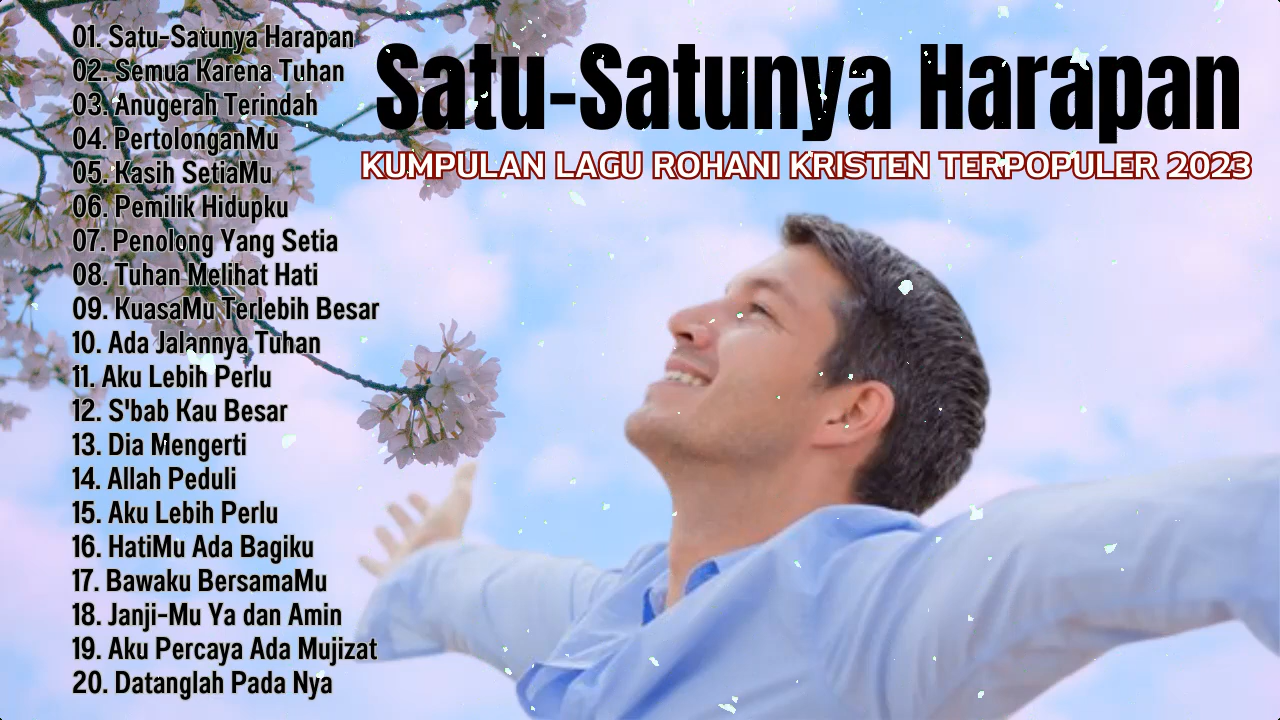 01. Satu-Satunya Harapan
02. Semua Karena Tuhan
03. Anugerah Terindah
04. PertolonganMu
05. Kasih SetiaMu
06. Pemilik Hidupku
07. Penolong Yang Setia
08. Tuhan Melihat Hati
09. KuasaMu Terlebih Besar
10. Ada Jalannya Tuhan
11. Aku Lebih Perlu
12. S'bab Kau Besar
13. Dia Mengerti
14. Allah Peduli
15. Aku Lebih Perlu
16. HatiMu Ada Bagiku
17. Bawaku BersamaMu
18. Janji-Mu Ya dan Amin
19. Aku Percaya Ada Mujizat
20. Datanglah Pada Nya
Satu-Satunya Harapan
KUMPULAN LAGU ROHANI KRISTEN TERPOPULER 2023